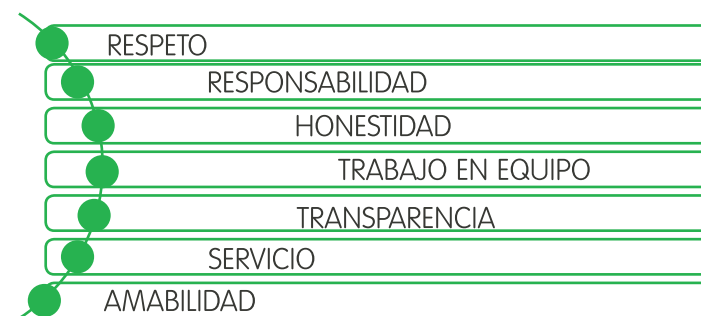 RESPETO
RESPONSABILIDAD
HONESTIDAD
TRABAJO EN EQUIPO
TRANSPARENCIA
SERVICIO
AMABILIDAD